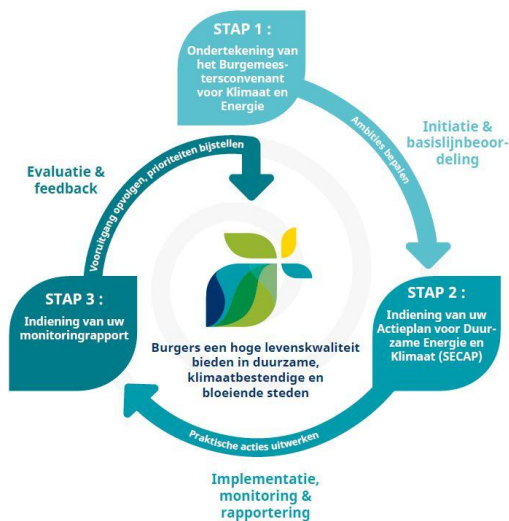 STAP 1 :
Ondertekening van
het Burgemees-
tersconvenant
voor Klimaat en
Energie
Ambities bepalen
Initiatie &
basislijnbeoor-
deling
STAP 2 :
Indiening van uw
Actieplan voor Duur-
zame Energie en
Klimaat (SECAP)
Praktische acties uitwerken
Implementatie,
monitoring &
rapportering
STAP 3 :
Indiening van uw
monitoringrapport
Vooruitgang opvolgen, prioriteiten bijstellen
Evaluatie &
feedback
Burgers een hoge levenskwaliteit
bieden in duurzame,
klimaatbestendige en
bloeiende steden